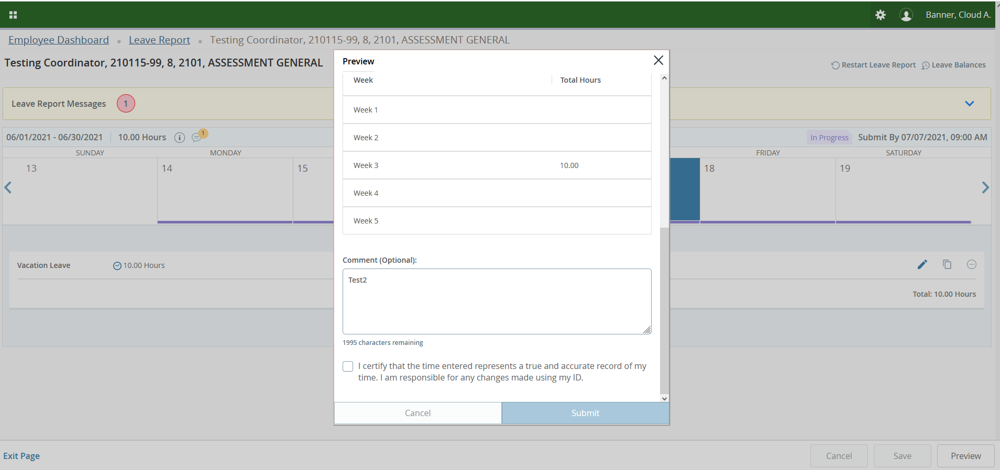 Banner, Cloud A.
Employee Dashboard • Leave Report • Testing Coordinator, 210115-99, 8, 2101, ASSESSMENT GENERAL
Testing Coordinator, 210115-99, 8, 2101, ASSESSMENT GENERAL
Restart Leave Report Leave Balances
Leave Report Messages 1
06/01/2021 - 06/30/2021 10.00 Hours 1
In Progress Submit By 07/07/2021, 09:00 AM
SUNDAY MONDAY FRIDAY SATURDAY
13 14 15 18 19
Vacation Leave 10.00 Hours
Total: 10.00 Hours
Preview
Week Total Hours
Week 1
Week 2
Week 3 10.00
Week 4
Week 5
Comment (Optional):
Test2
1995 characters remaining
I certify that the time entered represents a true and accurate record of my
time. I am responsible for any changes made using my ID.
Cancel Submit
Exit Page Cancel Save Preview